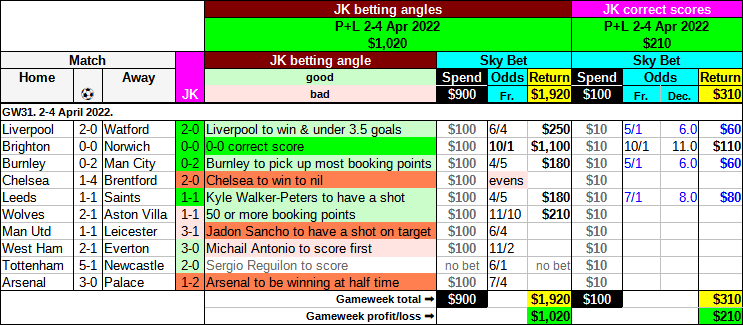 JK betting angles JK correct scores
P+L 2-4 Apr 2022 P+L 2-4 Apr 2022
$1,020 $210
Match JK JK betting angle Sky Bet Sky Bet
Home Away good Spend Odds Return Spend Odds Return
bad $900 Fr. $1,920 $100 Fr. Dec. $310
GW31. 2-4 April 2022.
Liverpool 2-0 Watford 2-0 Liverpool to win & under 3.5 goals $100 6/4 $250 $10 5/1 6.0 $60
Brighton 0-0 Norwich 0-0 0-0 correct score $100 10/1 $1,100 $10 10/1 11.0 $110
Burnley 0-2 Man City 0-2 Burnley to pick up most booking points $100 4/5 $180 $10 5/1 6.0 $60
Chelsea 1-4 Brentford 2-0 Chelsea to win to nil $100 evens $10
Leeds 1-1 Saints 1-1 Kyle Walker-Peters to have a shot $100 4/5 $180 $10 7/1 8.0 $80
Wolves 2-1 Aston Villa 1-1 50 or more booking points $100 11/10 $210 $10
Man Utd 1-1 Leicester 3-1 Jadon Sancho to have a shot on target $100 6/4 $10
West Ham 2-1 Everton 3-0 Michail Antonio to score first $100 11/2 $10
Tottenham 5-1 Newcastle 2-0 Sergio Reguilon to score no bet 6/1 no bet $10
Arsenal 3-0 Palace 1-2 Arsenal to be winning at half time $100 7/4 $10
Gameweek total ➡ $900 $1,920 $100 $310
Gameweek profit/loss ➡ $1,020 $210